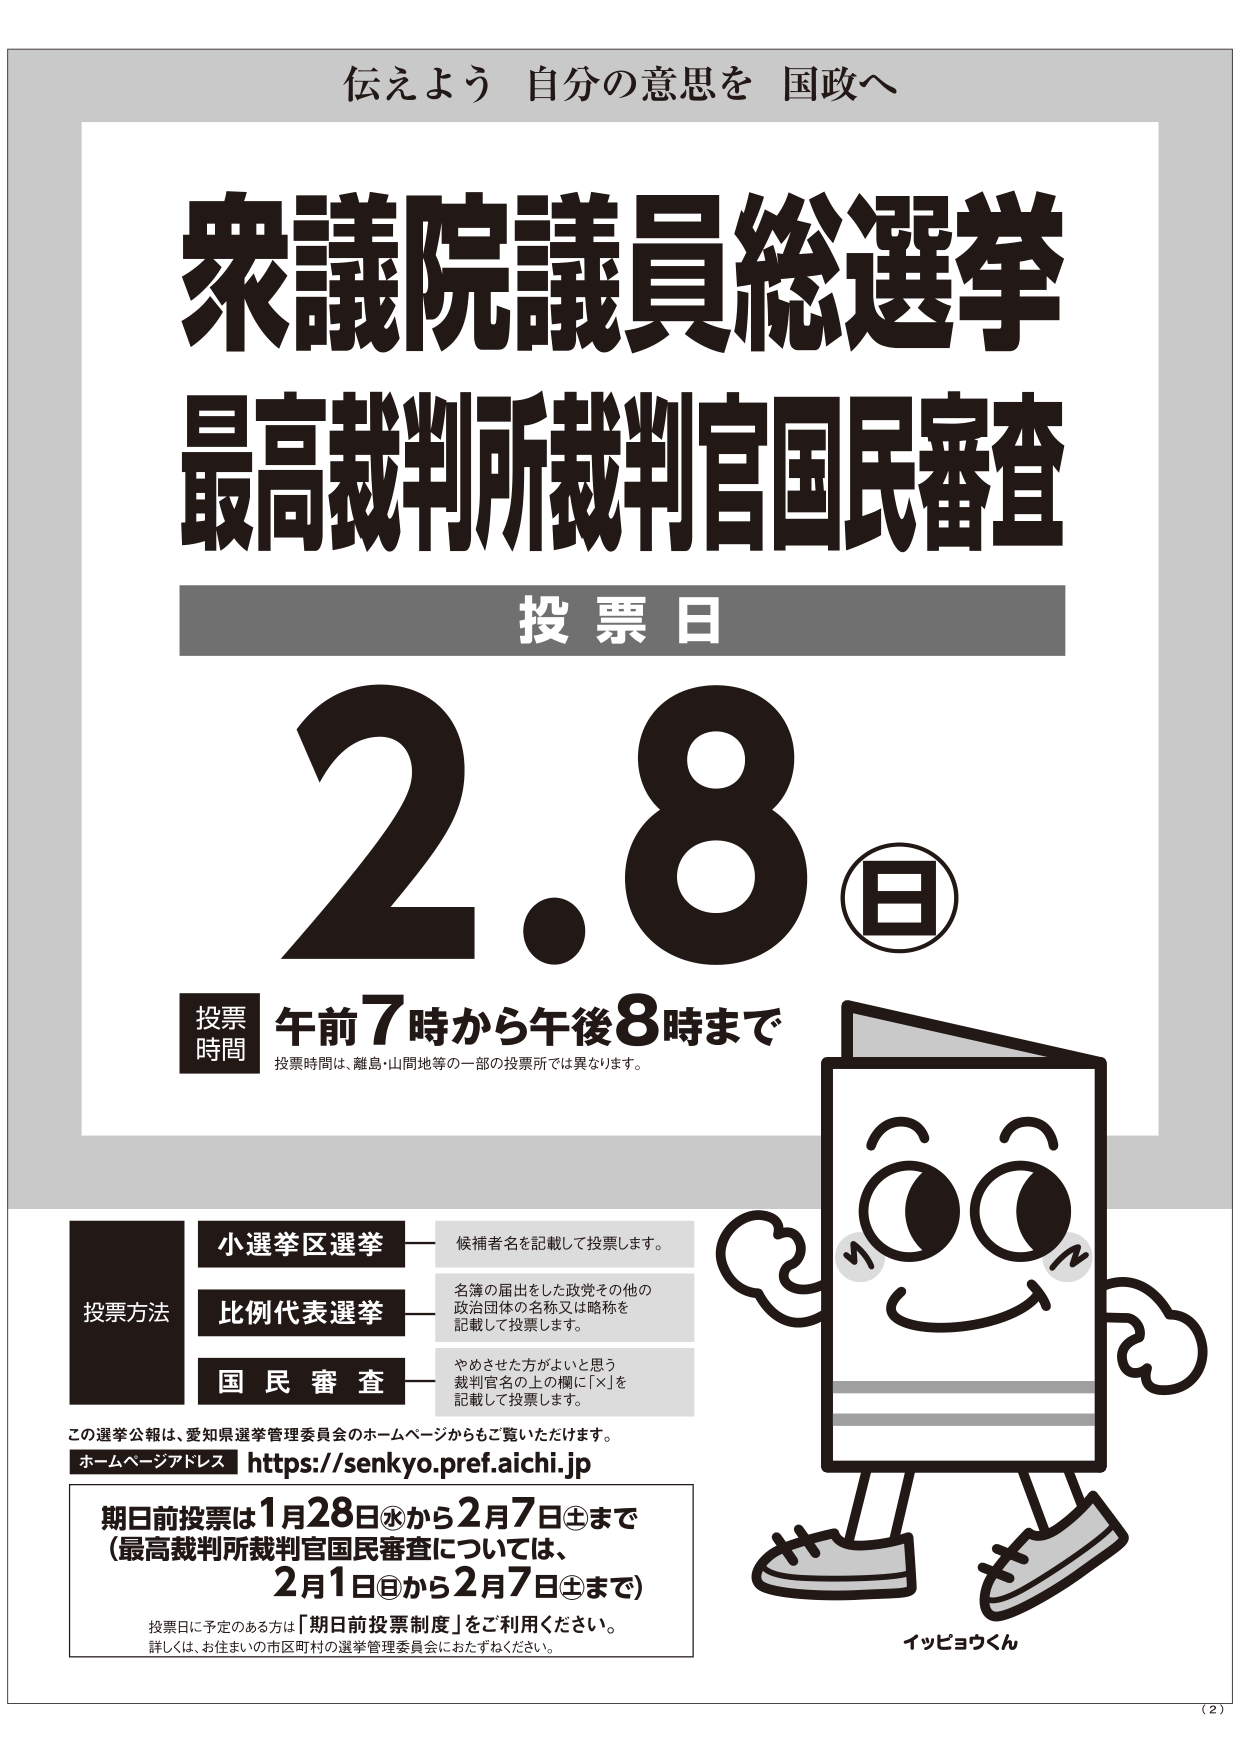 伝えよう 自分の意思を 国政へ
衆議院議員総選挙
最高裁判所裁判官国民審査
投票日
2.8㊐
投票
時間
午前7時から午後8時まで
投票時間は、離島・山間地等の一部の投票所では異なります。
投票方法
小選挙区選挙
候補者名を記載して投票します。
比例代表選挙
名簿の届出をした政党その他の
政治団体の名称又は略称を
記載して投票します。
国民審査
やめさせた方がよいと思う
裁判官名の上の欄に「×」を
記載して投票します。
この選挙公報は、愛知県選挙管理委員会のホームページからもご覧いただけます。
ホームページアドレス https://senkyo.pref.aichi.jp
期日前投票は1月28日㊌から2月7日㊏まで
（最高裁判所裁判官国民審査については、
2月1日㊐から2月7日㊏まで）
投票日に予定のある方は「期日前投票制度」をご利用ください。
詳しくは、お住まいの市区町村の選挙管理委員会におたずねください。
イッピョウくん
（2）